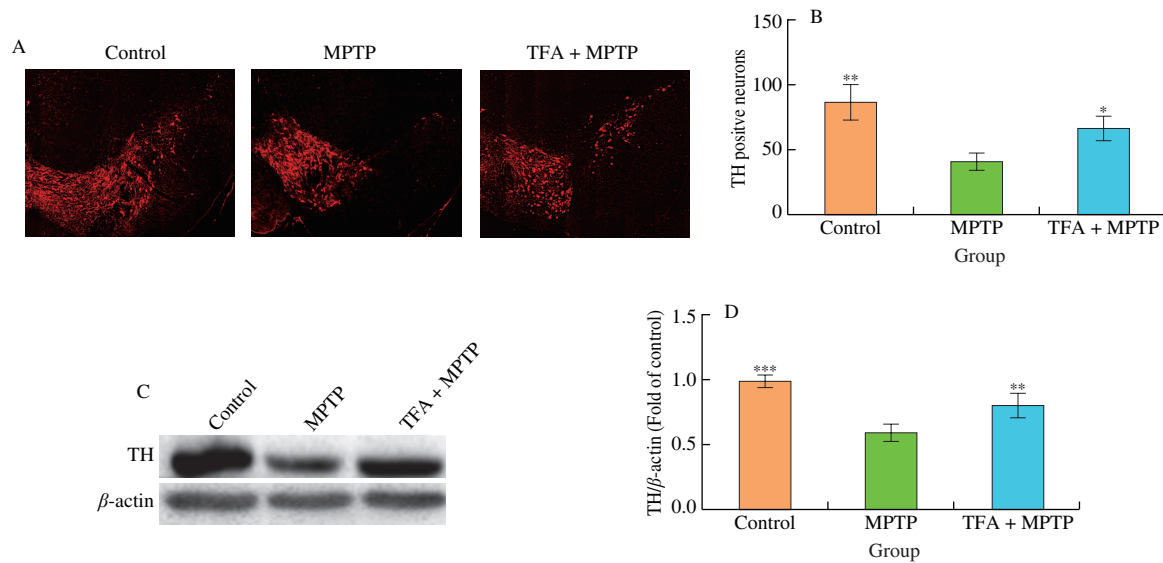 A
Control
MPTP
TFA + MPTP
B
TH positve neurons
150
100
50
0
**
*
Control
MPTP
TFA + MPTP
Group
C
Control
MPTP
TFA + MPTP
TH
β-actin
D
TH/β-actin (Fold of control)
1.5
1.0
0.5
0.0
***
**
Control
MPTP
TFA + MPTP
Group